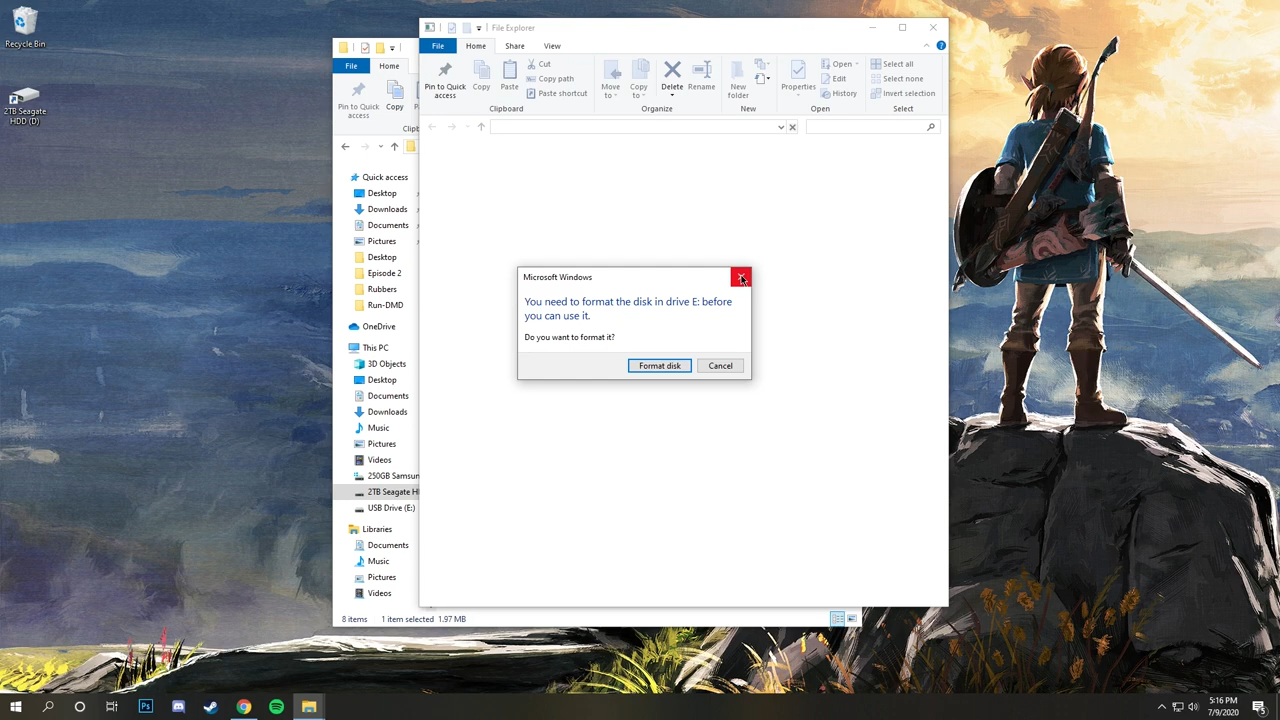 Recycle Bin
2TB Seagate
HDD (D)
File
Home
Pin to Quick
access
Copy
Quick access
Desktop
Downloads
Documents
Pictures
Desktop
Episode 2
Rubbers
Run-DMD
OneDrive
This PC
3D Objects
Desktop
Documents
Downloads
Music
Pictures
Videos
250GB Samsun
2TB Seagate H
USB Drive (E:)
Libraries
Documents
Music
Pictures
Videos
8 items 1 item selected 1.97 MB
File Explorer
File Home Share View
Pin to Quick
access
Copy
Paste
Cut
Copy path
Paste shortcut
Clipboard
Move
to
Copy
to
Delete
Rename
Organize
New
folder
New
Properties
Open
Edit
History
Open
Select all
Select none
Invert selection
Select
Microsoft Windows
You need to format the disk in drive E: before
you can use it.
Do you want to format it?
Format disk Cancel
Ps
5:16 PM
7/9/2020
5